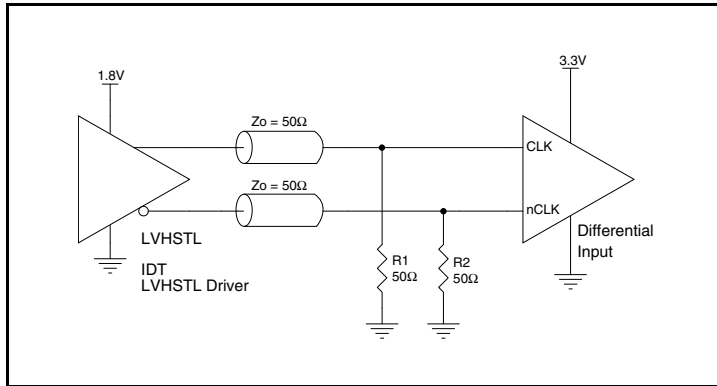 1.8V
3.3V
Zo = 50Ω
CLK
Zo = 50Ω
nCLK
LVHSTL
IDT
LVHSTL Driver
R1
50Ω
R2
50Ω
Differential
Input